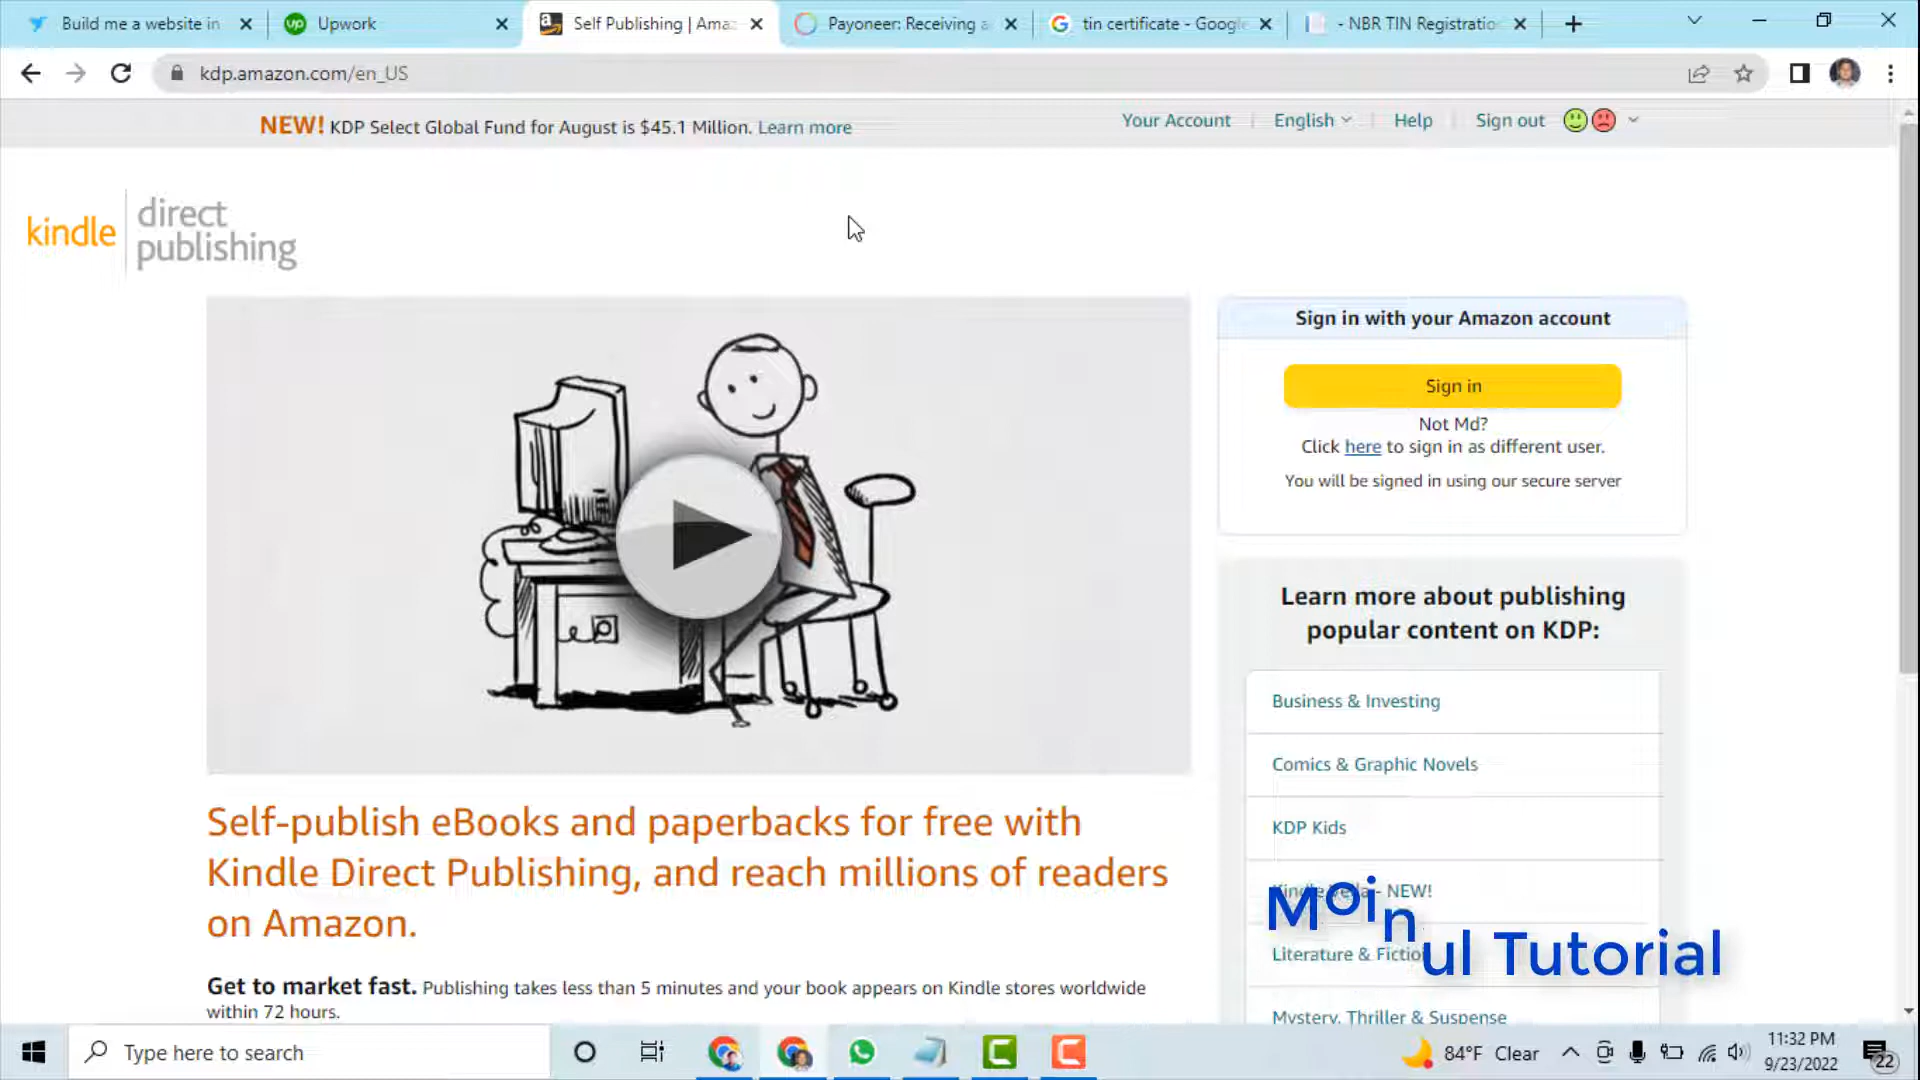 Build me a website in
Upwork
Self Publishing | Ama
Payoneer: Receiving a
tin certificate - Google
- NBR TIN Registratio
kdp.amazon.com/en_US
NEW! KDP Select Global Fund for August is $45.1 Million. Learn more
Your Account
English
Help
Sign out
kindle direct publishing
Sign in with your Amazon account
Sign in
Not Md?
Click here to sign in as different user.
You will be signed in using our secure server
Learn more about publishing
popular content on KDP:
Business & Investing
Comics & Graphic Novels
KDP Kids
- NEW!
Literature & Fictio
Mystery, Thriller & Suspense
Moinul Tutorial
Self-publish eBooks and paperbacks for free with
Kindle Direct Publishing, and reach millions of readers
on Amazon.
Get to market fast. Publishing takes less than 5 minutes and your book appears on Kindle stores worldwide
within 72 hours.
Type here to search
84°F Clear
11:32 PM
9/23/2022
22